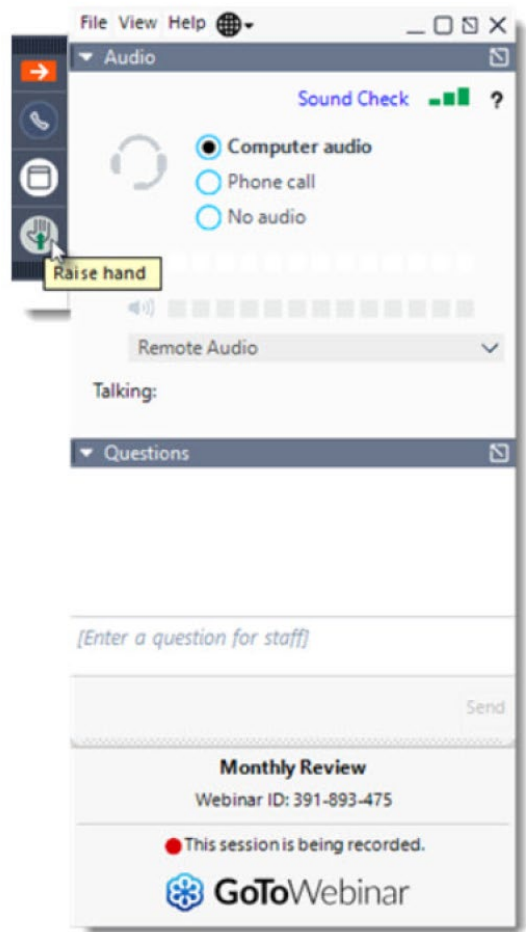 File View Help
Audio
Sound Check ?
Computer audio
Phone call
No audio
Raise hand
Remote Audio
Talking:
Questions
[Enter a question for staff]
Send
Monthly Review
Webinar ID: 391-893-475
This session is being recorded.
GoToWebinar